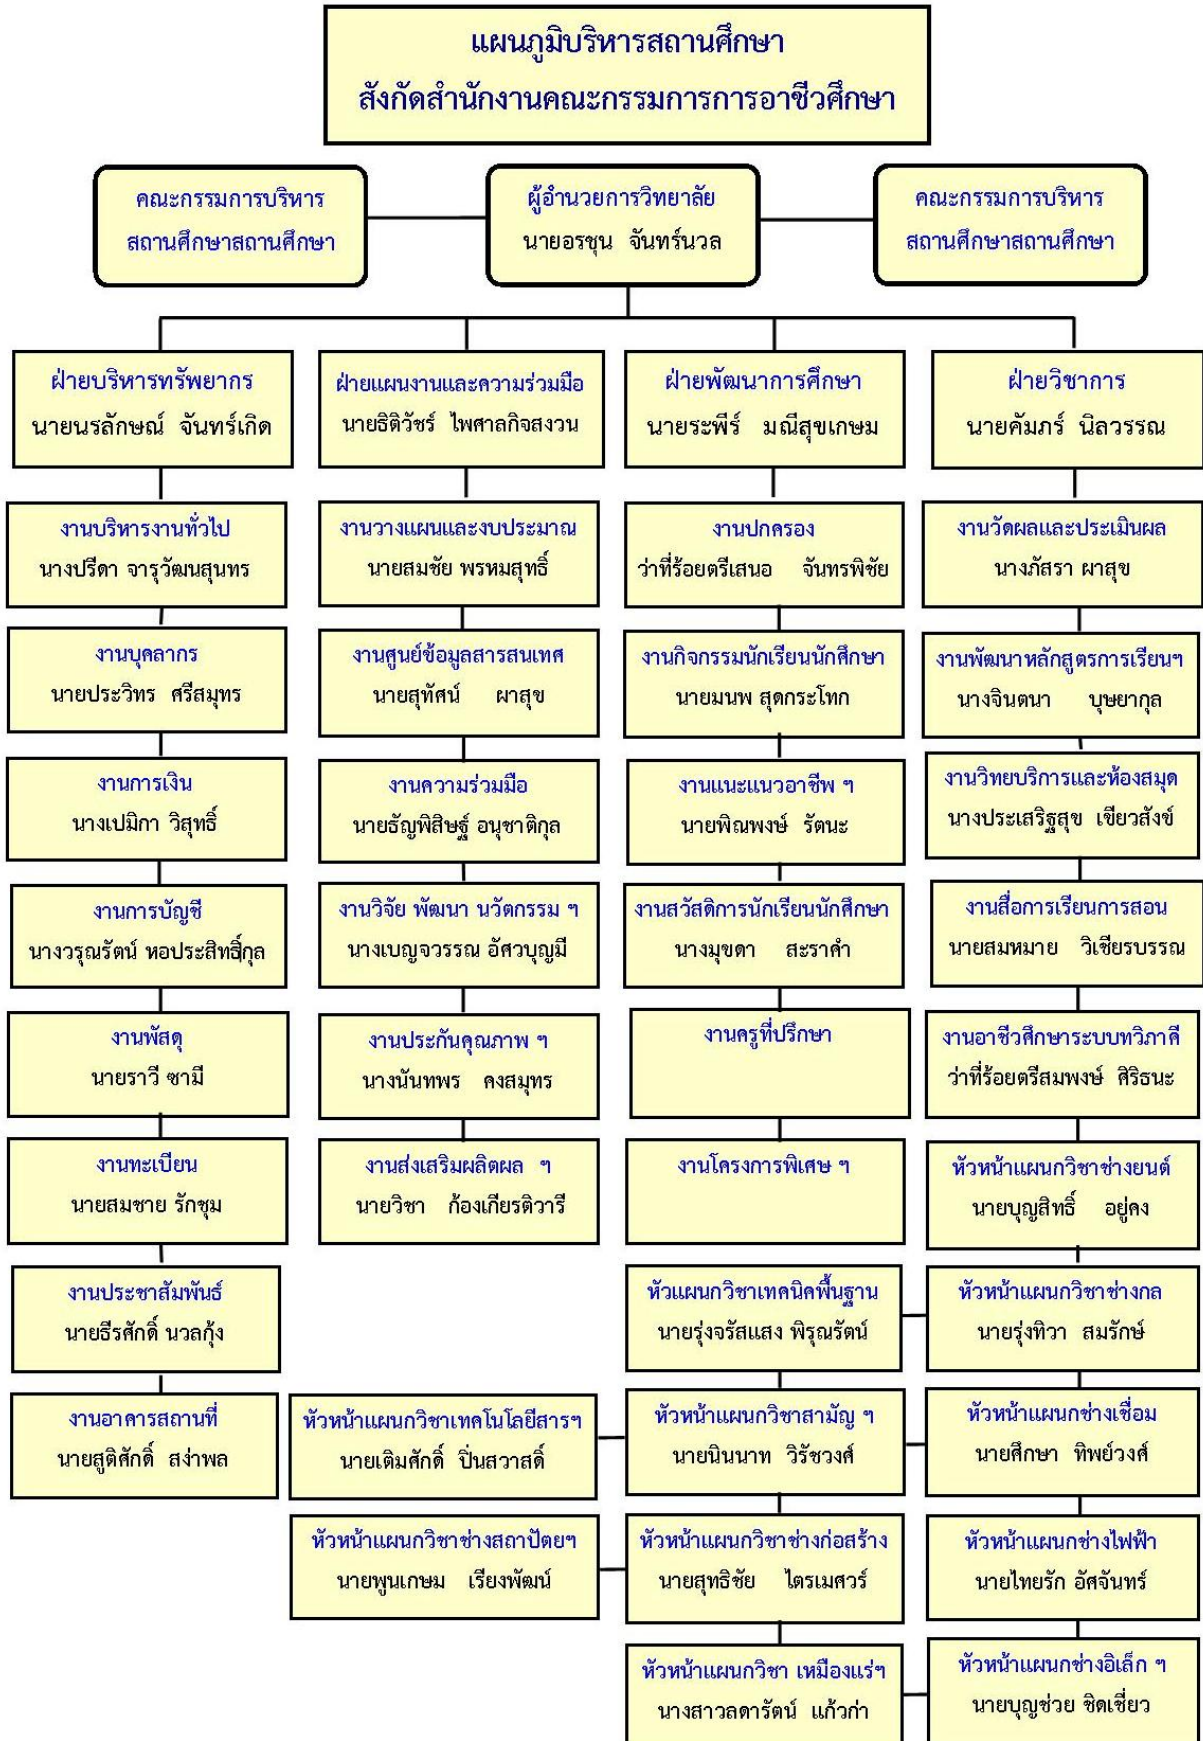 แผนภูมิบริหารสถานศึกษา
สังกัดสำนักงานคณะกรรมการการอาชีวศึกษา
คณะกรรมการบริหาร
สถานศึกษาสถานศึกษา
ผู้อำนวยการวิทยาลัย
นายอรชุน จันทร์นวล
คณะกรรมการบริหาร
สถานศึกษาสถานศึกษา
ฝ่ายบริหารทรัพยากร
นายนรลักษณ์ จันทร์เกิด
ฝ่ายแผนงานและความร่วมมือ
นายธิติวัชร์ ไพศาลกิจสงวน
ฝ่ายพัฒนาการศึกษา
นายระพีร์ มณีสุขเกษม
ฝ่ายวิชาการ
นายคัมภร์ นิลวรรณ
งานบริหารงานทั่วไป
นางปรีดา จารุวัฒนสุนทร
งานวางแผนและงบประมาณ
นายสมชัย พรหมสุทธิ์
งานปกครอง
ว่าที่ร้อยตรีเสนอ จันทรพิชัย
งานวัดผลและประเมินผล
นางภัสรา ผาสุข
งานบุคลากร
นายประวิทร ศรีสมุทร
งานศูนย์ข้อมูลสารสนเทศ
นายสุทัศน์ ผาสุข
งานกิจกรรมนักเรียนนักศึกษา
นายมนพ สุดกระโทก
งานพัฒนาหลักสูตรการเรียนฯ
นางจินตนา บุษยากุล
งานการเงิน
นางเปมิกา วิสุทธิ์
งานความร่วมมือ
นายธัญพิสิษฐ์ อนุชาติกุล
งานแนะแนวอาชีพ ฯ
นายพิณพงษ์ รัตนะ
งานวิทยบริการและห้องสมุด
นางประเสริฐสุข เขียวสังข์
งานการบัญชี
นางวรุณรัตน์ หอประสิทธิ์กุล
งานวิจัย พัฒนา นวัตกรรม ฯ
นางเบญจวรรณ อัศวบุญมี
งานสวัสดิการนักเรียนนักศึกษา
นางมุขดา สะราคำ
งานสื่อการเรียนการสอน
นายสมหมาย วิเชียรบรรณ
งานพัสดุ
นายราวี ซามี
งานประกันคุณภาพ ฯ
นางนันทพร คงสมุทร
งานครูที่ปรึกษา
งานอาชีวศึกษาระบบทวิภาคี
ว่าที่ร้อยตรีสมพงษ์ ศิริธนะ
งานทะเบียน
นายสมชาย รักชุม
งานส่งเสริมผลิตผล ฯ
นายวิชา ก้องเกียรติวารี
งานโครงการพิเศษ ฯ
หัวหน้าแผนกวิชาช่างยนต์
นายบุญสิทธิ์ อยู่คง
งานประชาสัมพันธ์
นายธีรศักดิ์ นวลกุ้ง
หัวแผนกวิชาเทคนิคพื้นฐาน
นายรุ่งจรัสแสง พิรุณรัตน์
หัวหน้าแผนกวิชาช่างกล
นายรุ่งทิวา สมรักษ์
งานอาคารสถานที่
นายสูติศักดิ์ สง่าพล
หัวหน้าแผนกวิชาเทคโนโลยีสารฯ
นายเติมศักดิ์ ปิ่นสวาสดิ์
หัวหน้าแผนกวิชาสามัญ ฯ
นายนินนาท วิรัชวงศ์
หัวหน้าแผนกช่างเชื่อม
นายศึกษา ทิพย์วงศ์
หัวหน้าแผนกวิชาช่างสถาปัตยฯ
นายพูนเกษม เรียงพัฒน์
หัวหน้าแผนกวิชาช่างก่อสร้าง
นายสุทธิชัย ไตรเมศวร์
หัวหน้าแผนกช่างไฟฟ้า
นายไทยรัก อัศจันทร์
หัวหน้าแผนกวิชา เหมืองแร่ฯ
นางสาวลดารัตน์ แก้วก่า
หัวหน้าแผนกช่างอิเล็ก ฯ
นายบุญช่วย ชิดเชี่ยว